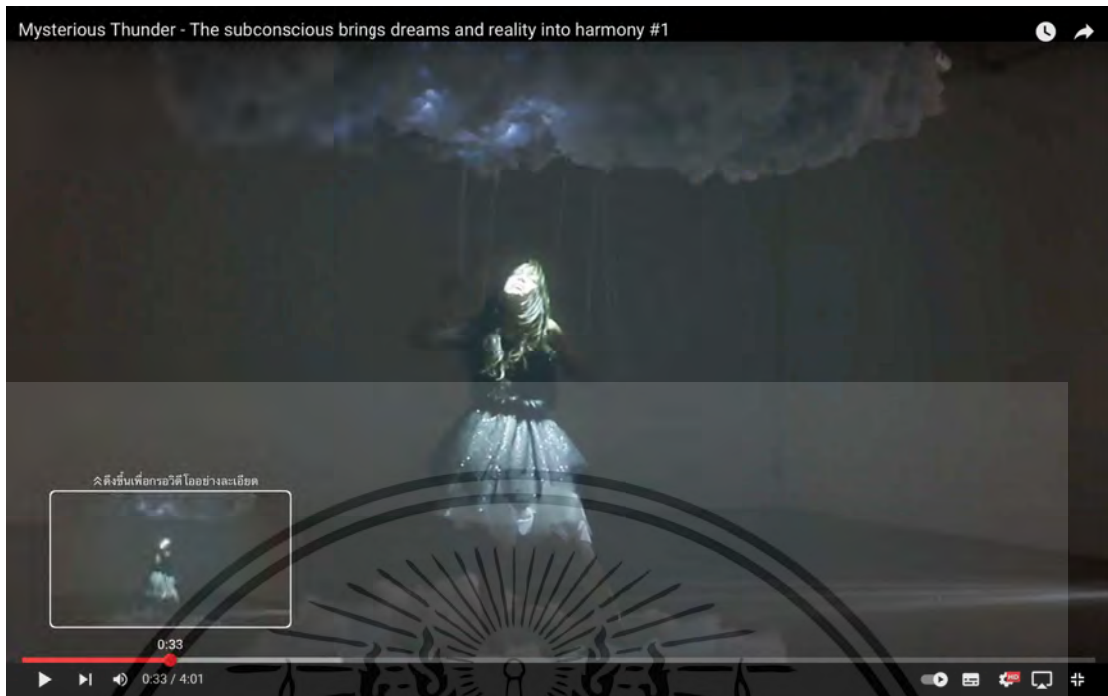 Mysterious Thunder - The subconscious brings dreams and reality into harmony #1
ดึงขึ้นเพื่อกรอวิดีโออย่างละเอียด
0:33
0:33 / 4:01
HD